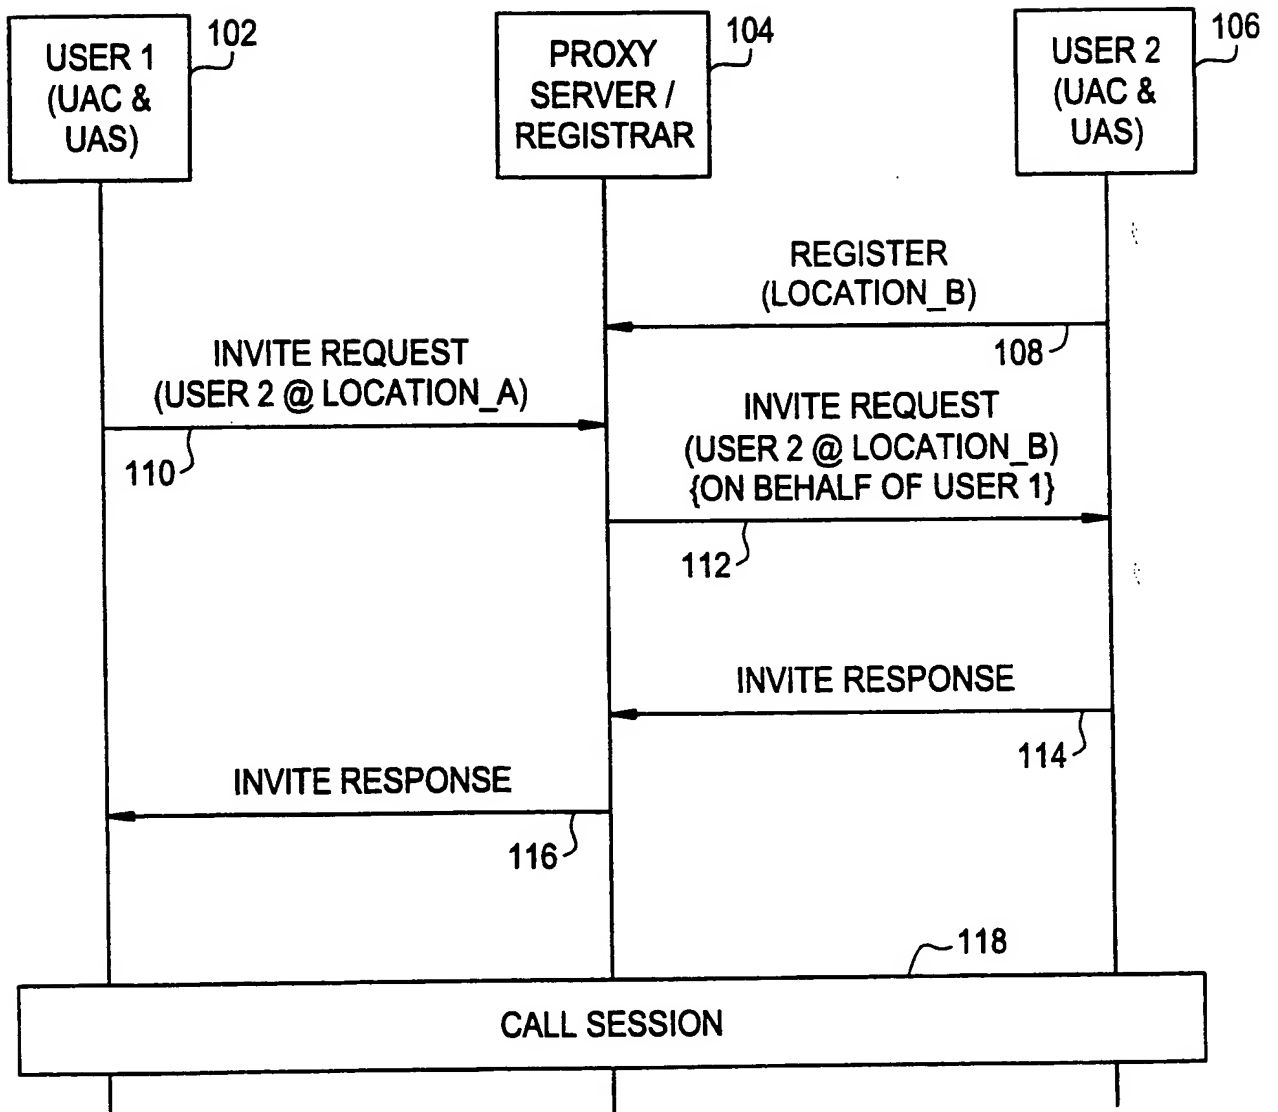 USER 1
(UAC &
UAS)
102
PROXY
SERVER /
REGISTRAR
104
USER 2
(UAC &
UAS)
106
REGISTER
(LOCATION_B)
108
INVITE REQUEST
(USER 2 @ LOCATION_A)
110
INVITE REQUEST
(USER 2 @ LOCATION_B)
{ON BEHALF OF USER 1}
112
INVITE RESPONSE
114
INVITE RESPONSE
116
118
CALL SESSION